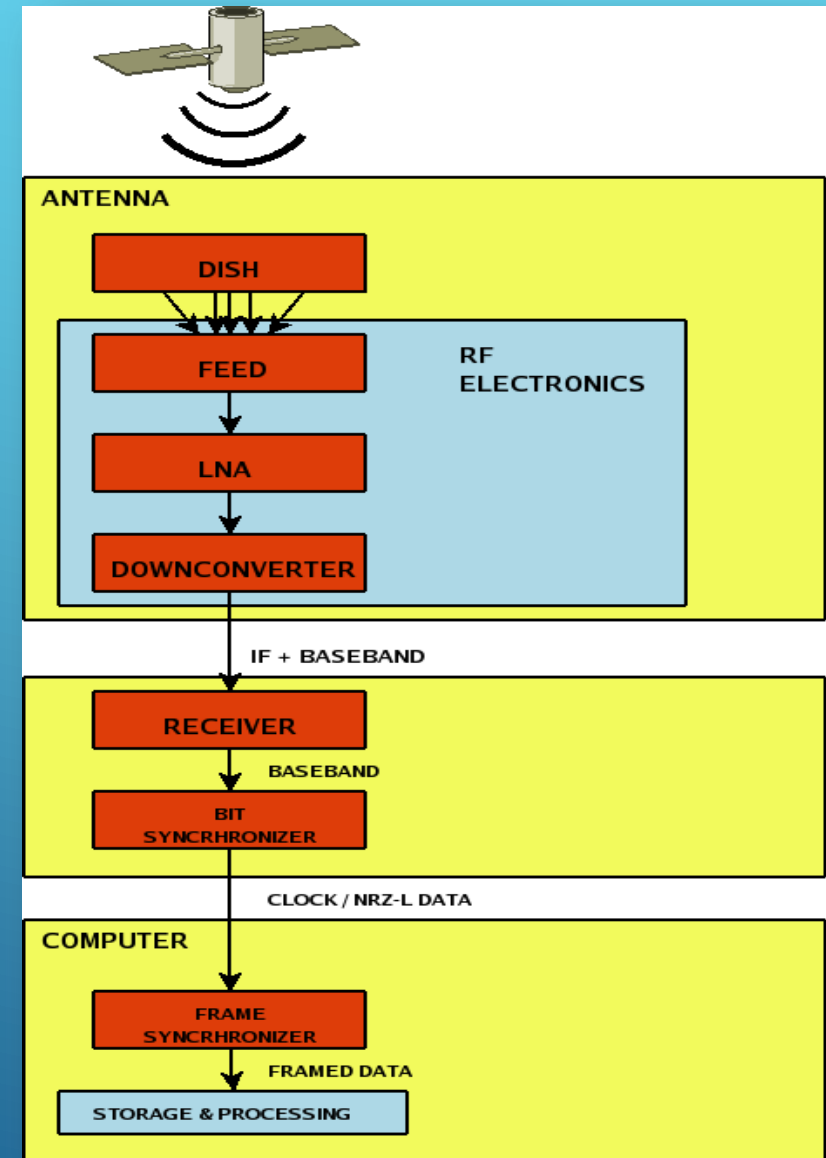 ANTENNA
DISH
FEED
RF
ELECTRONICS
LNA
DOWNCONVERTER
IF + BASEBAND
RECEIVER
BASEBAND
BIT
SYNCRHRONIZER
CLOCK / NRZ-L DATA
COMPUTER
FRAME
SYNCRHRONIZER
FRAMED DATA
STORAGE & PROCESSING